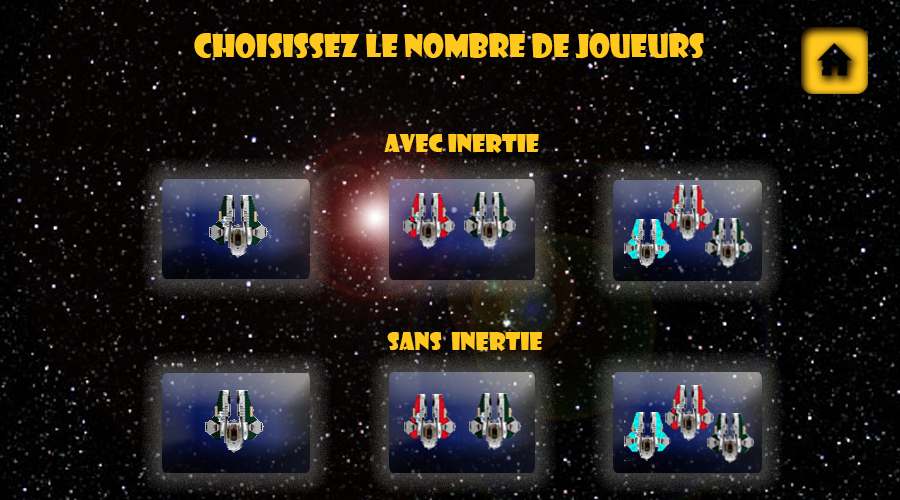 CHOISISSEZ LE NOMBRE DE JOUEURS
AVEC INERTIE
SANS INERTIE